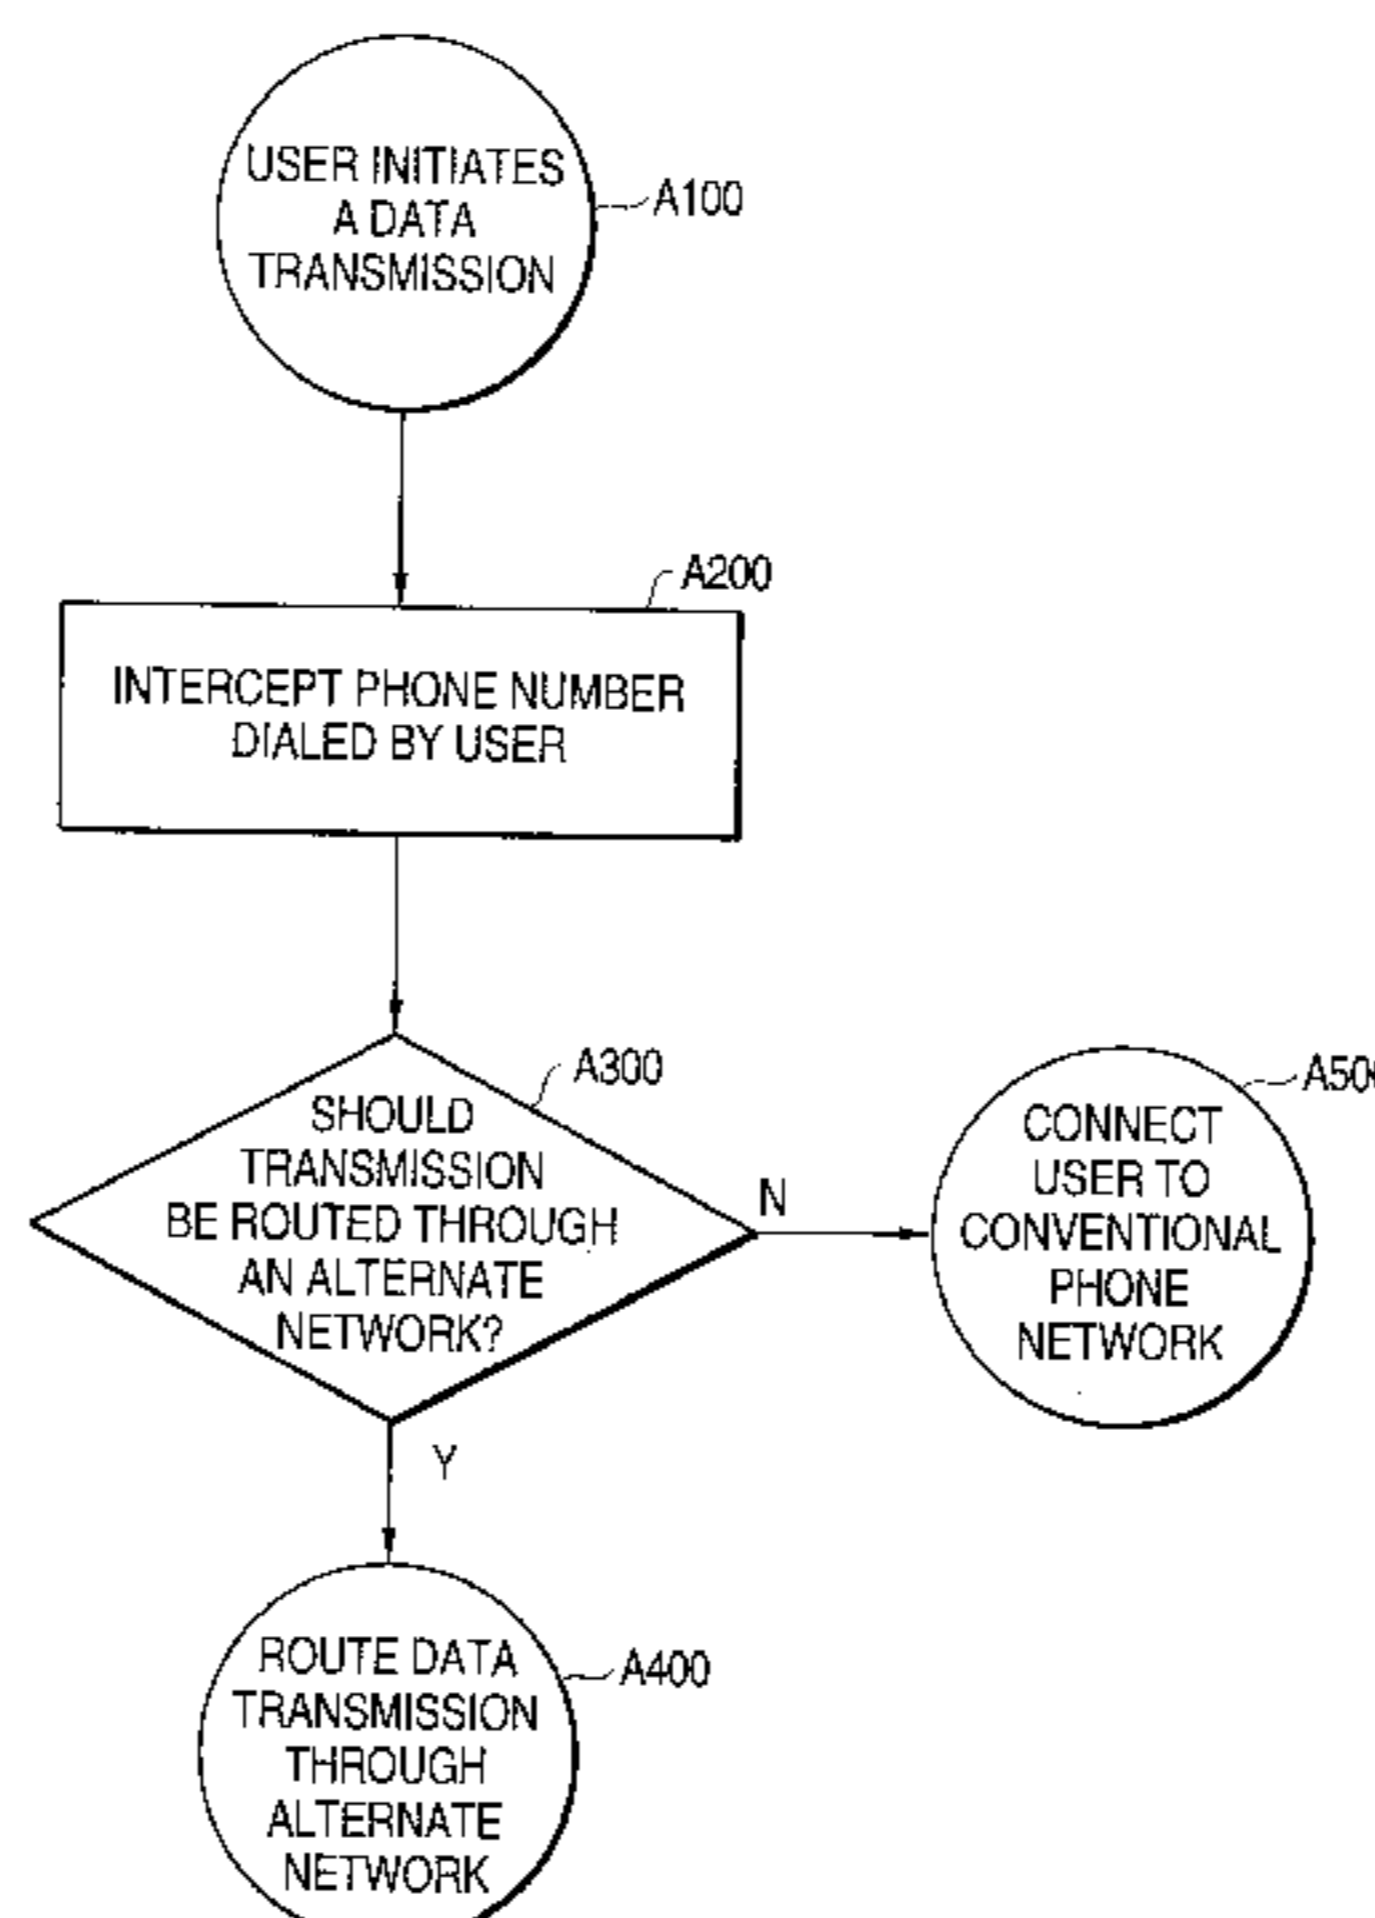 USER INITIATES
A DATA
TRANSMISSION
A100
A200
INTERCEPT PHONE NUMBER
DIALED BY USER
A300
SHOULD
TRANSMISSION
BE ROUTED THROUGH
AN ALTERNATE
NETWORK?
N
A500
CONNECT
USER TO
CONVENTIONAL
PHONE
NETWORK
Y
ROUTE DATA
TRANSMISSION
THROUGH
ALTERNATE
NETWORK
A400